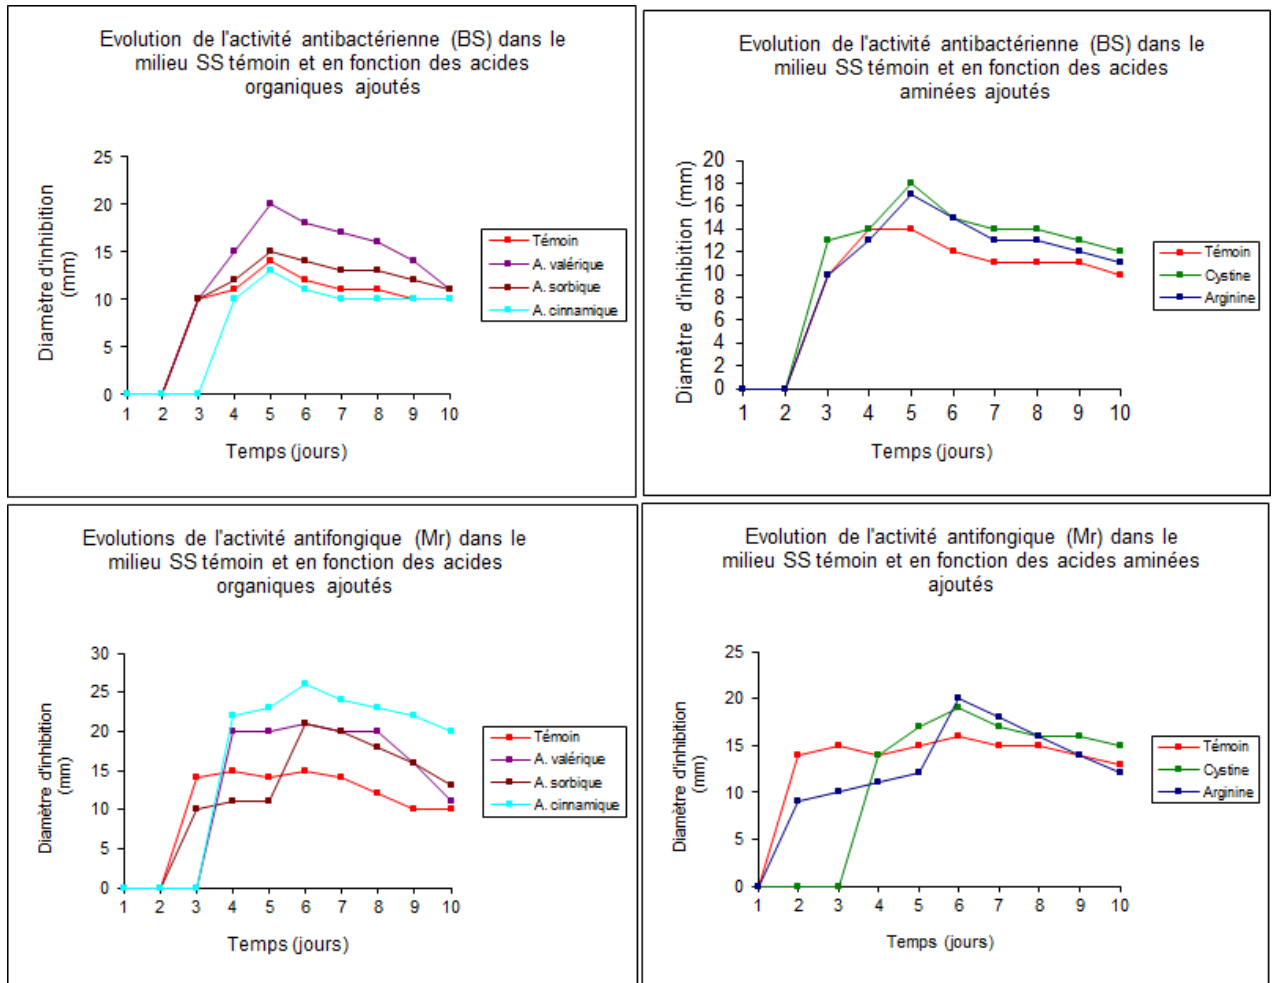 Evolution de l'activité antibactérienne (BS) dans le
milieu SS témoin et en fonction des acides
organiques ajoutés
25
20
15
10
5
0
1 2 3 4 5 6 7 8 9 10
Diamètre d'inhibition
(mm)
Temps (jours)
Témoin
A. valérique
A. sorbique
A. cinnamique
Evolution de l'activité antibactérienne (BS) dans le
milieu SS témoin et en fonction des acides
aminées ajoutés
20
18
16
14
12
10
8
6
4
2
0
1 2 3 4 5 6 7 8 9 10
Diamètre d'inhibition (mm)
Temps (jours)
Témoin
Cystine
Arginine
Evolutions de l'activité antifongique (Mr) dans le
milieu SS témoin et en fonction des acides
organiques ajoutés
30
25
20
15
10
5
0
1 2 3 4 5 6 7 8 9 10
Diamètre d'inhibition
(mm)
Temps (jours)
Témoin
A. valérique
A. sorbique
A. cinnamique
Evolution de l'activité antifongique (Mr) dans le
milieu SS témoin et en fonction des acides aminées
ajoutés
25
20
15
10
5
0
1 2 3 4 5 6 7 8 9 10
Diamètre d'inhibition
(mm)
Temps (jours)
Témoin
Cystine
Arginine